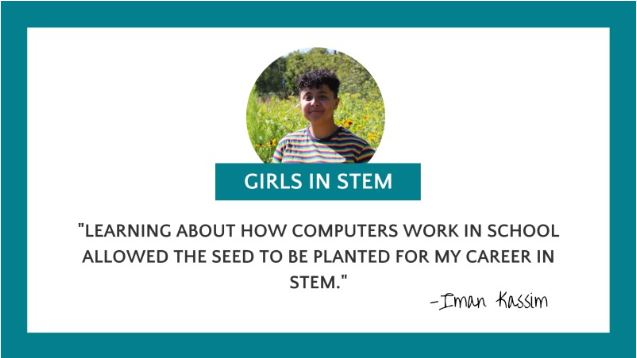 GIRLS IN STEM
"LEARNING ABOUT HOW COMPUTERS WORK IN SCHOOL
ALLOWED THE SEED TO BE PLANTED FOR MY CAREER IN
STEM."
-Iman Kassim